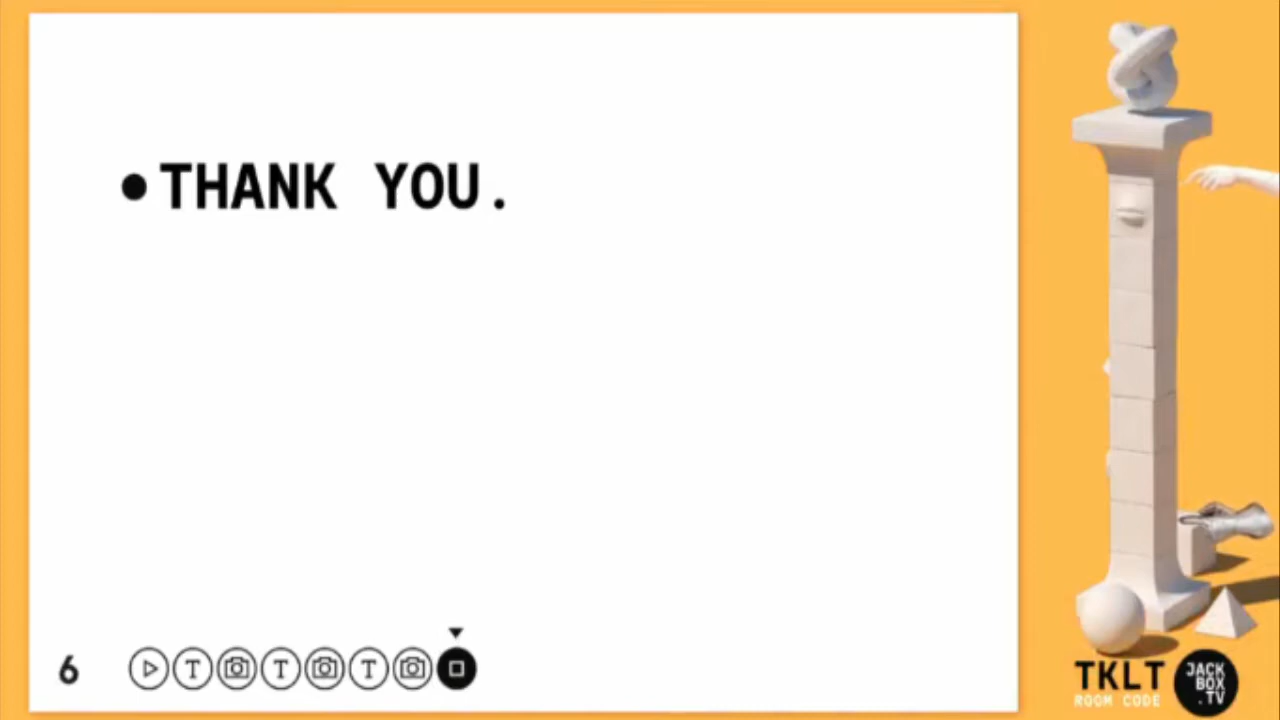 ● THANK YOU.
6
T
T
T
TKLT
ROOM CODE
JACK
BOX
.TV